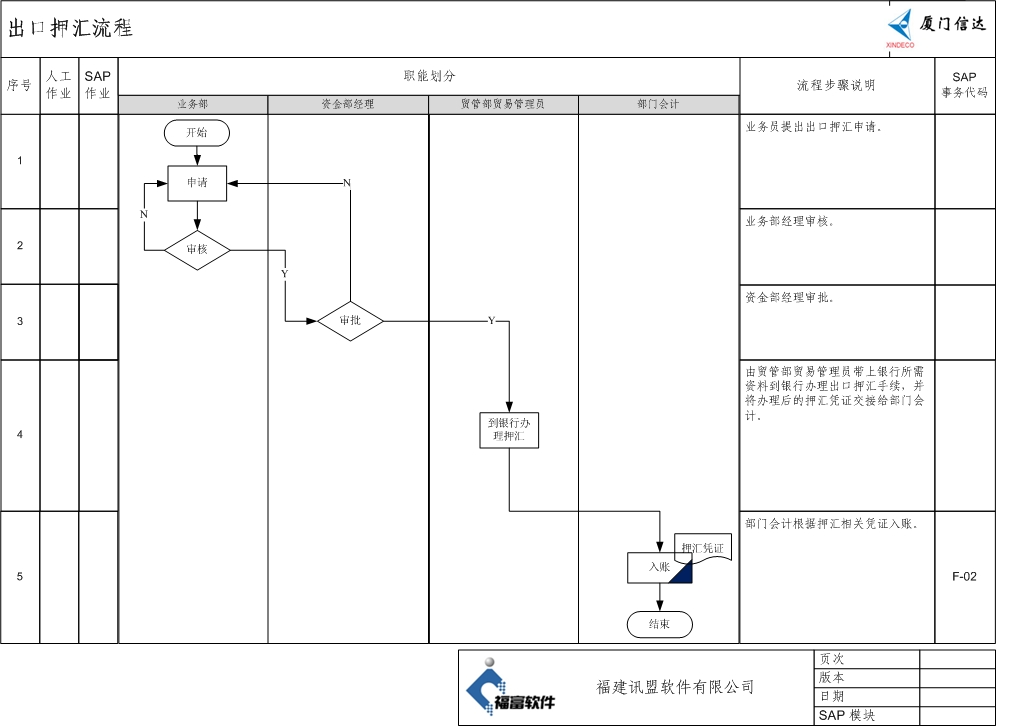 出口押汇流程
厦门信达
XINDECO
序号
人工
作业
SAP
作业
职能划分
流程步骤说明
SAP
事务代码
业务部
资金部经理
贸管部贸易管理员
部门会计
1
开始
申请
N
N
业务员提出出口押汇申请。
2
审核
Y
业务部经理审核。
3
审批
Y
资金部经理审批。
4
到银行办
理押汇
由贸管部贸易管理员带上银行所需
资料到银行办理出口押汇手续，并
将办理后的押汇凭证交接给部门会
计。
5
押汇凭证
入账
结束
部门会计根据押汇相关凭证入账。
F-02
福富软件
福建讯盟软件有限公司
页次
版本
日期
SAP 模块